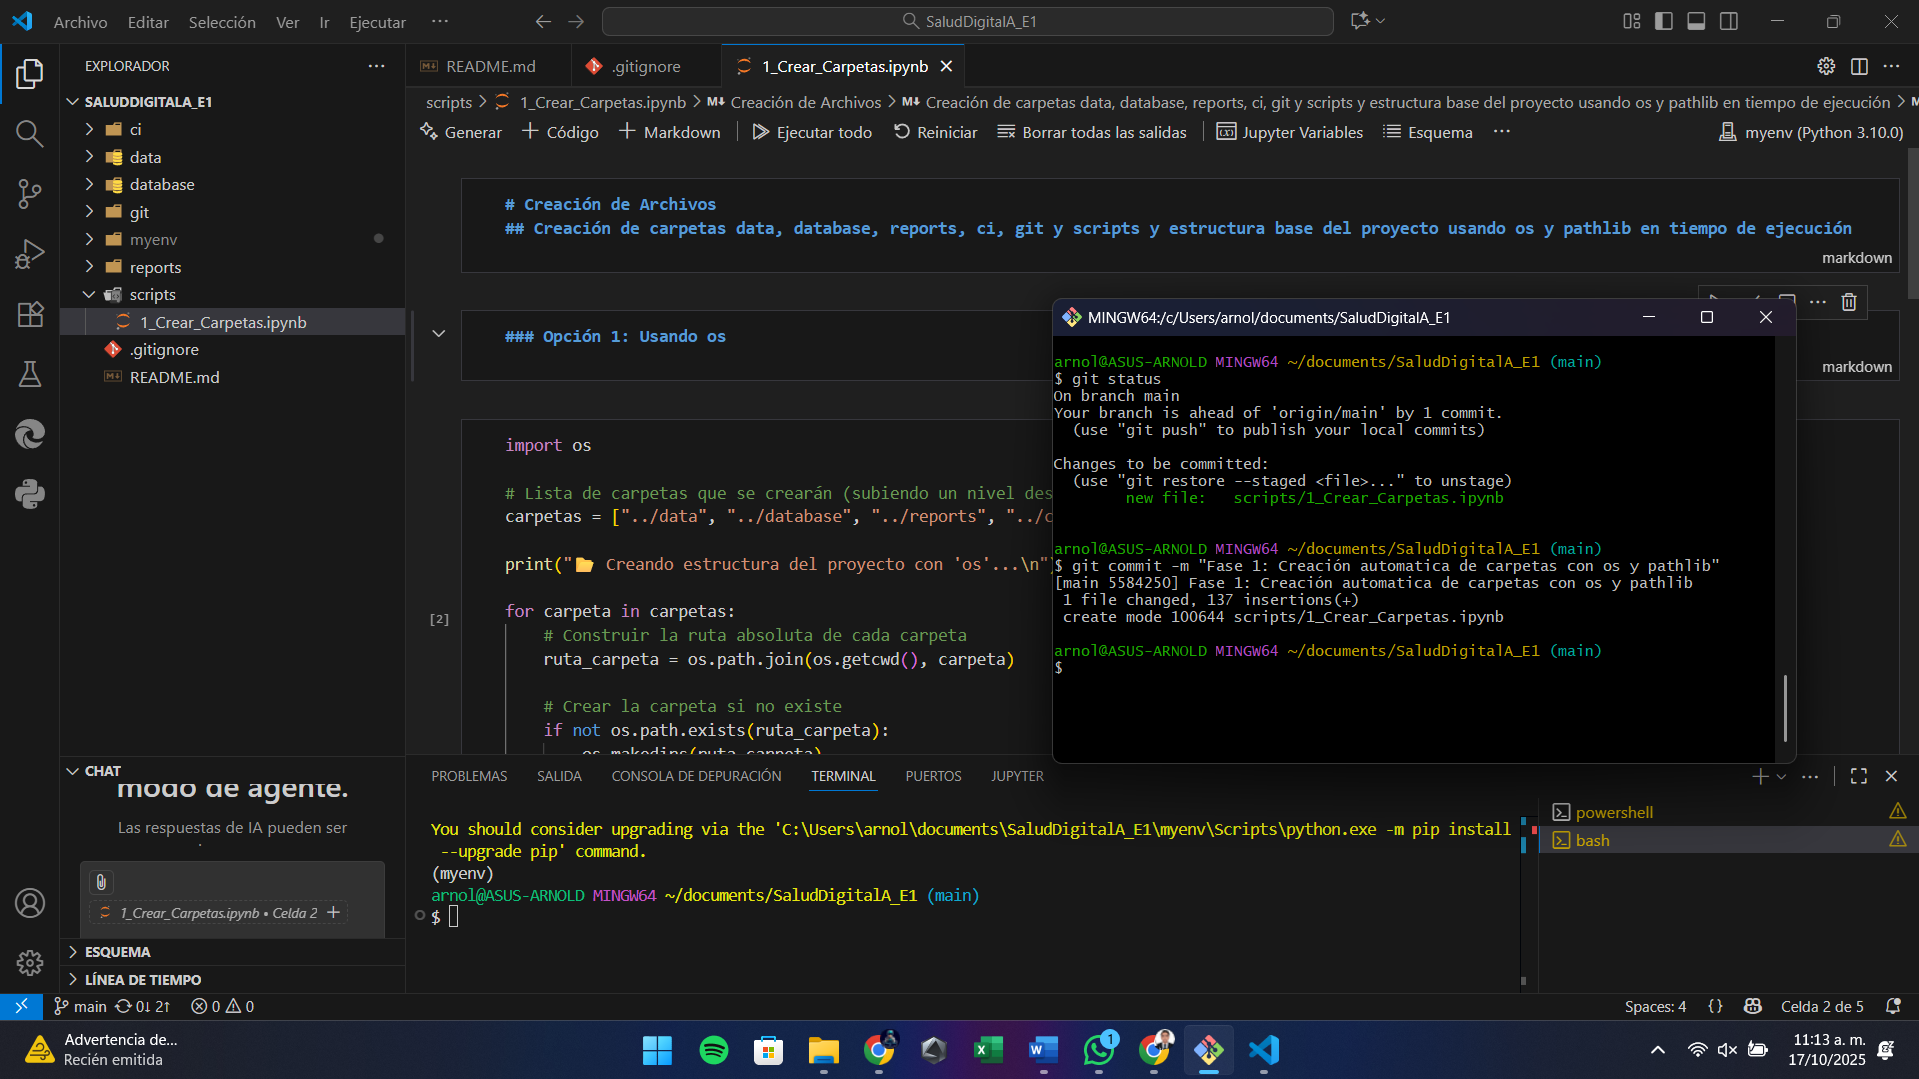 Archivo Editar Selección Ver Ir Ejecutar ···
SaludDigitalA_E1
EXPLORADOR
SALUDDIGITALA_E1
ci
data
database
git
myenv
reports
scripts
1_Crear_Carpetas.ipynb
.gitignore
README.md
CHAT
modo de agente.
Las respuestas de IA pueden ser
1_Crear_Carpetas.ipynb • Celda 2 +
ESQUEMA
LÍNEA DE TIEMPO
README.md
.gitignore
1_Crear_Carpetas.ipynb
scripts > 1_Crear_Carpetas.ipynb > M↓ Creación de Archivos > M↓ Creación de carpetas data, database, reports, ci, git y scripts y estructura base del proyecto usando os y pathlib en tiempo de ejecución >
Generar + Código + Markdown Ejecutar todo Reiniciar Borrar todas las salidas Jupyter Variables Esquema ··· myenv (Python 3.10.0)
# Creación de Archivos
## Creación de carpetas data, database, reports, ci, git y scripts y estructura base del proyecto usando os y pathlib en tiempo de ejecución
markdown
### Opción 1: Usando os
markdown
import os
# Lista de carpetas que se crearán (subiendo un nivel des
carpetas = ["../data", "../database", "../reports", "../c
print("📂 Creando estructura del proyecto con 'os'...\n")
for carpeta in carpetas:
[2]
# Construir la ruta absoluta de cada carpeta
ruta_carpeta = os.path.join(os.getcwd(), carpeta)
# Crear la carpeta si no existe
if not os.path.exists(ruta_carpeta):
os.makedirs(ruta_carpeta)
MINGW64:/c/Users/arnol/documents/SaludDigitalA_E1
arnol@ASUS-ARNOLD MINGW64 ~/documents/SaludDigitalA_E1 (main)
$ git status
On branch main
Your branch is ahead of 'origin/main' by 1 commit.
(use "git push" to publish your local commits)
Changes to be committed:
(use "git restore --staged <file>..." to unstage)
new file:   scripts/1_Crear_Carpetas.ipynb
arnol@ASUS-ARNOLD MINGW64 ~/documents/SaludDigitalA_E1 (main)
$ git commit -m "Fase 1: Creación automatica de carpetas con os y pathlib"
[main 5584250] Fase 1: Creación automatica de carpetas con os y pathlib
1 file changed, 137 insertions(+)
create mode 100644 scripts/1_Crear_Carpetas.ipynb
arnol@ASUS-ARNOLD MINGW64 ~/documents/SaludDigitalA_E1 (main)
$
PROBLEMAS SALIDA CONSOLA DE DEPURACIÓN TERMINAL PUERTOS JUPYTER
You should consider upgrading via the 'C:\Users\arnol\documents\SaludDigitalA_E1\myenv\Scripts\python.exe -m pip install
--upgrade pip' command.
(myenv)
arnol@ASUS-ARNOLD MINGW64 ~/documents/SaludDigitalA_E1 (main)
$
powershell
bash
main 0↓ 2↑ 0 0
Spaces: 4 {} Celda 2 de 5
Advertencia de...
Recién emitida
1
11:13 a. m.
17/10/2025